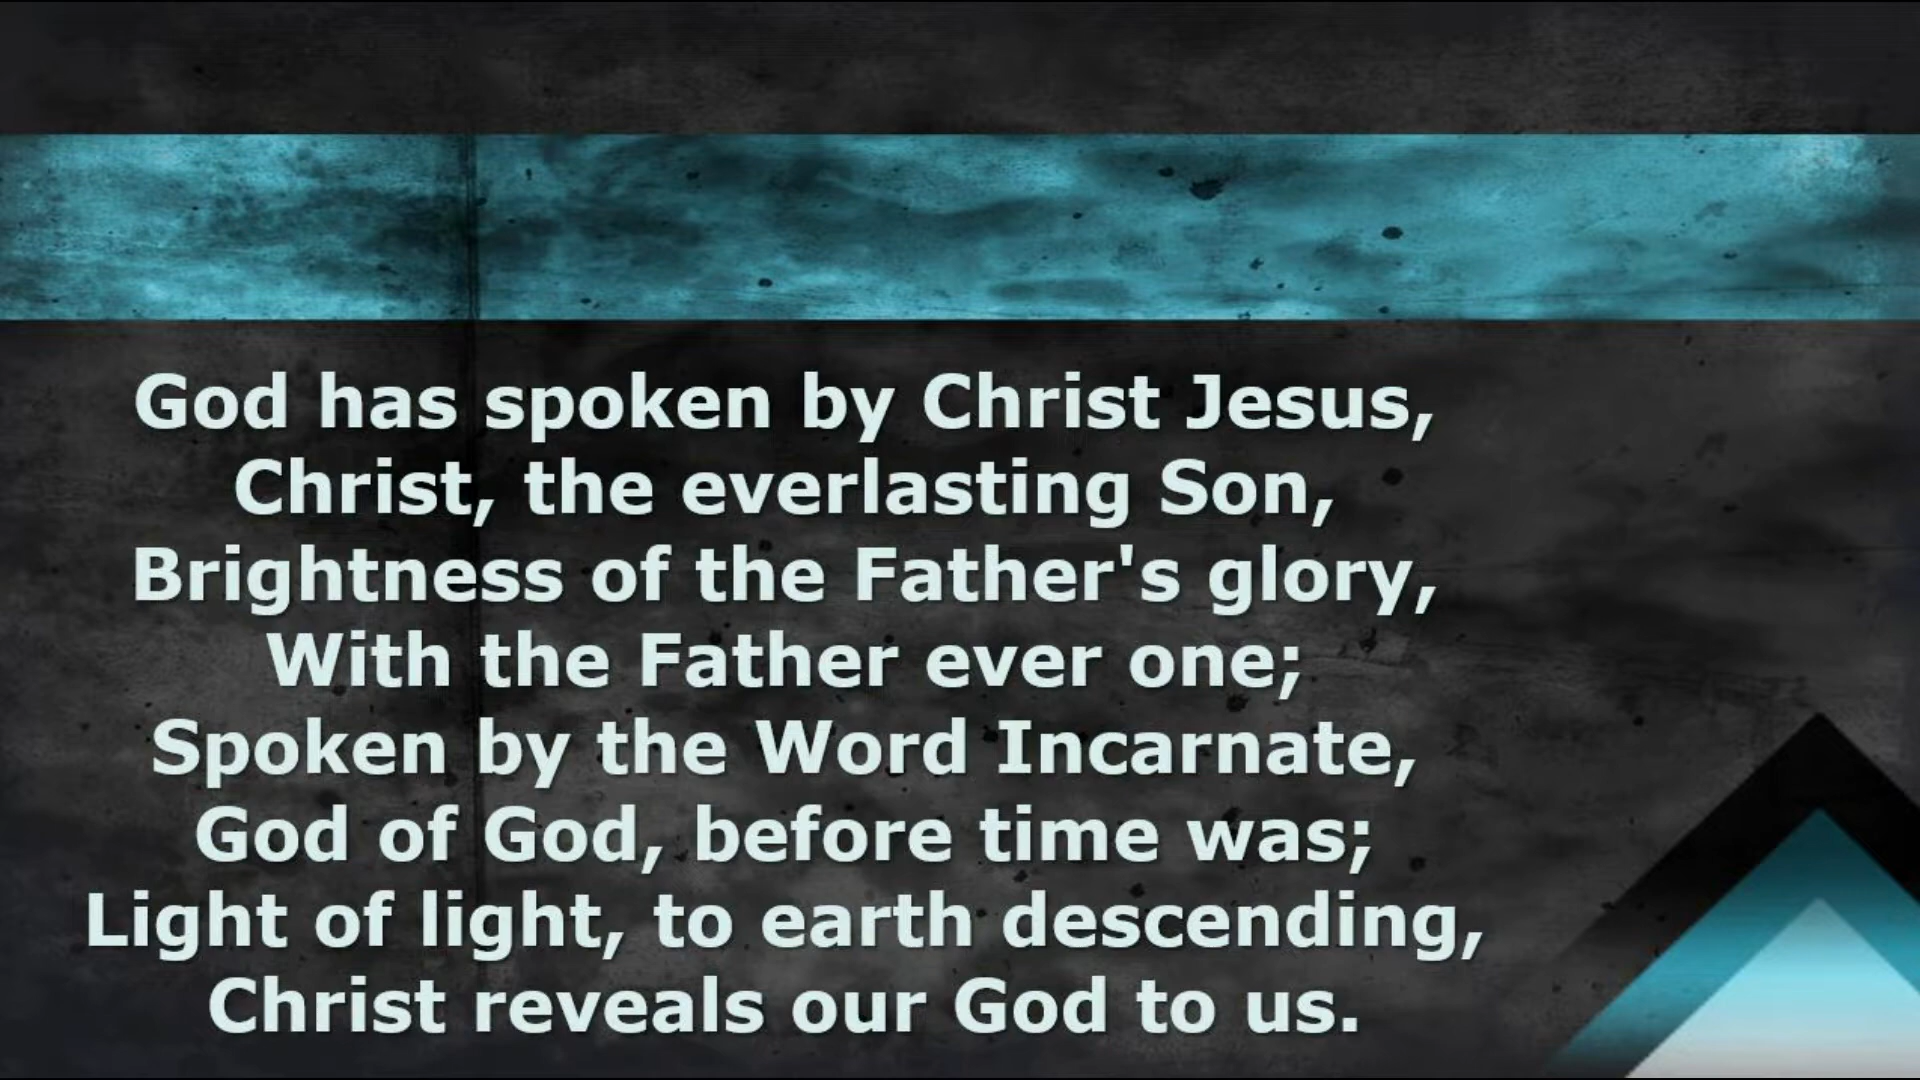 God has spoken by Christ Jesus,
Christ, the everlasting Son,
Brightness of the Father's glory,
With the Father ever one;
Spoken by the Word Incarnate,
God of God, before time was;
Light of light, to earth descending,
Christ reveals our God to us.